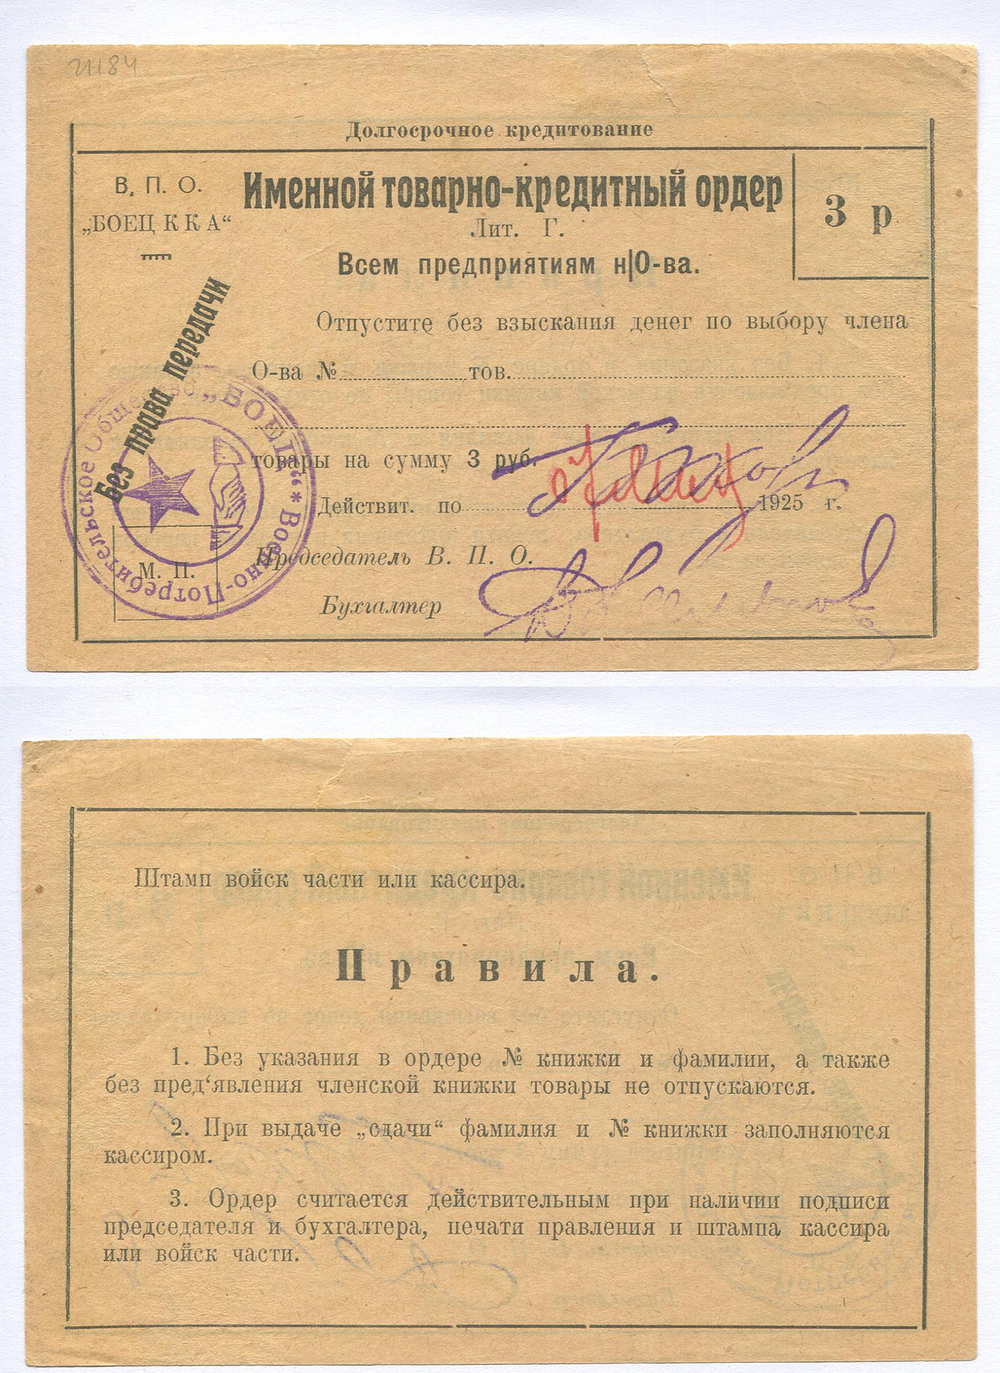 21184
Долгосрочное кредитование
В, П. О.
„БОЕЦ К К А“
Именной товарно-кредитный ордер
3 р
Лит. Г.
Всем предприятиям н|О-ва.
Без права передачи
Отпустите без взыскания денег по выбору члена
О-ва № тов.
товары на сумму 3 руб.
Действит. по 1925 г.
Председатель В. П. О.
М. П.
Бухгалтер
Военно-Потребительское Общество „БОЕЦ“ *
Штамп войск части или кассира.
Правила.
1. Без указания в ордере № книжки и фамилии, а также
без пред‘явления членской книжки товары не отпускаются.
2. При выдаче „сдачи“ фамилия и № книжки заполняются
кассиром.
3. Ордер считается действительным при наличии подписи
председателя и бухгалтера, печати правления и штампа кассира
или войск части.